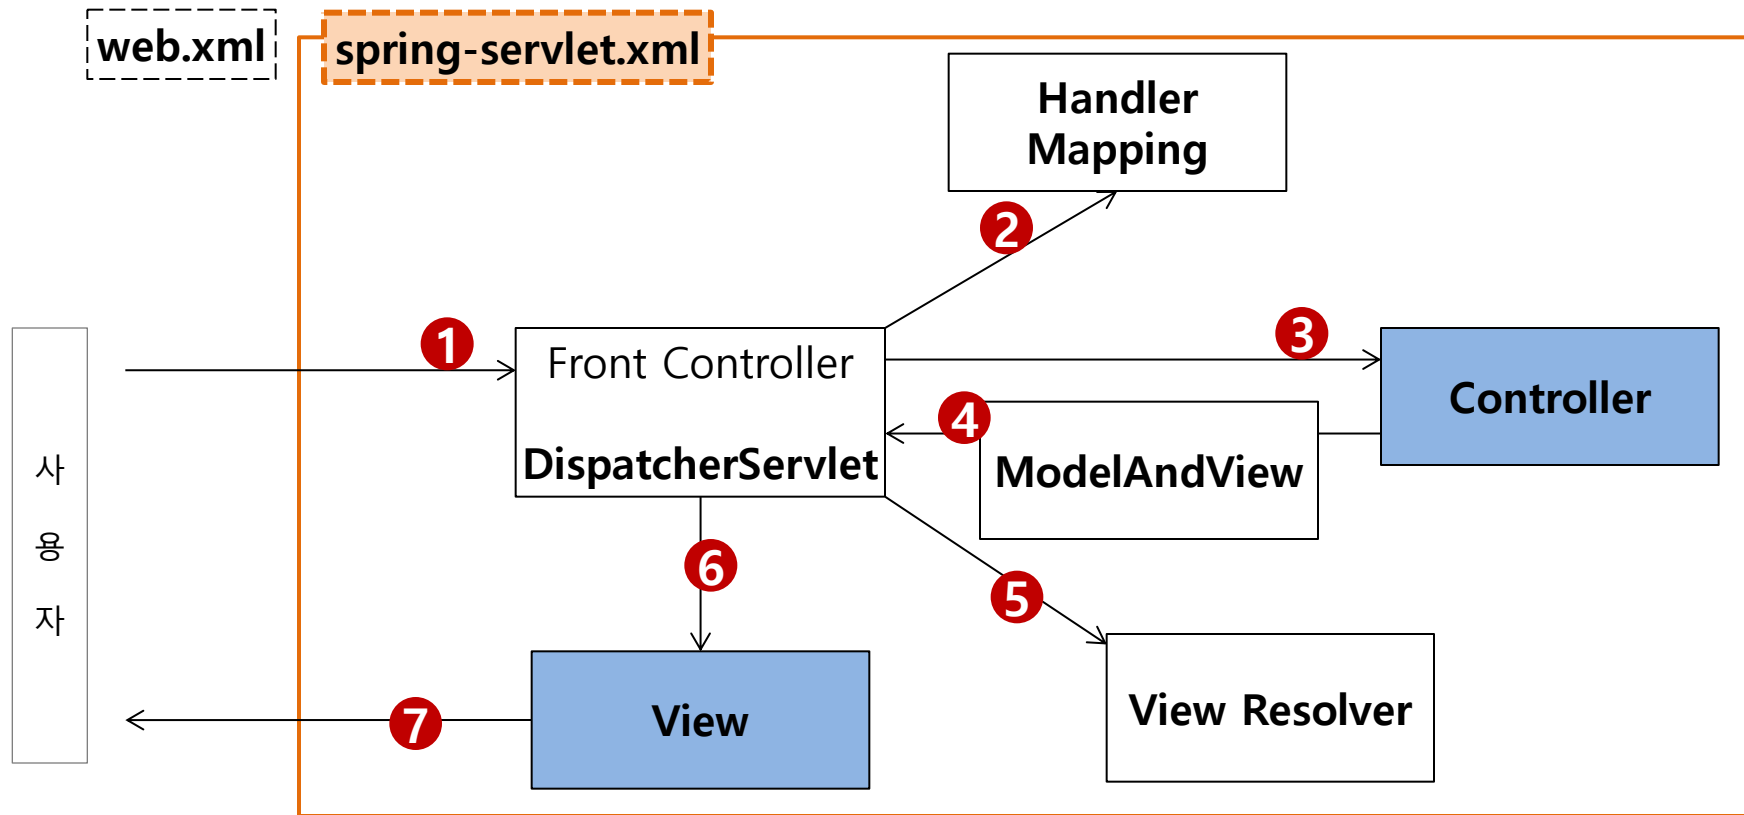 web.xml
spring-servlet.xml
Handler
Mapping
2
1
3
Front Controller
DispatcherServlet
Controller
4
ModelAndView
사
용
자
6
5
7
View
View Resolver